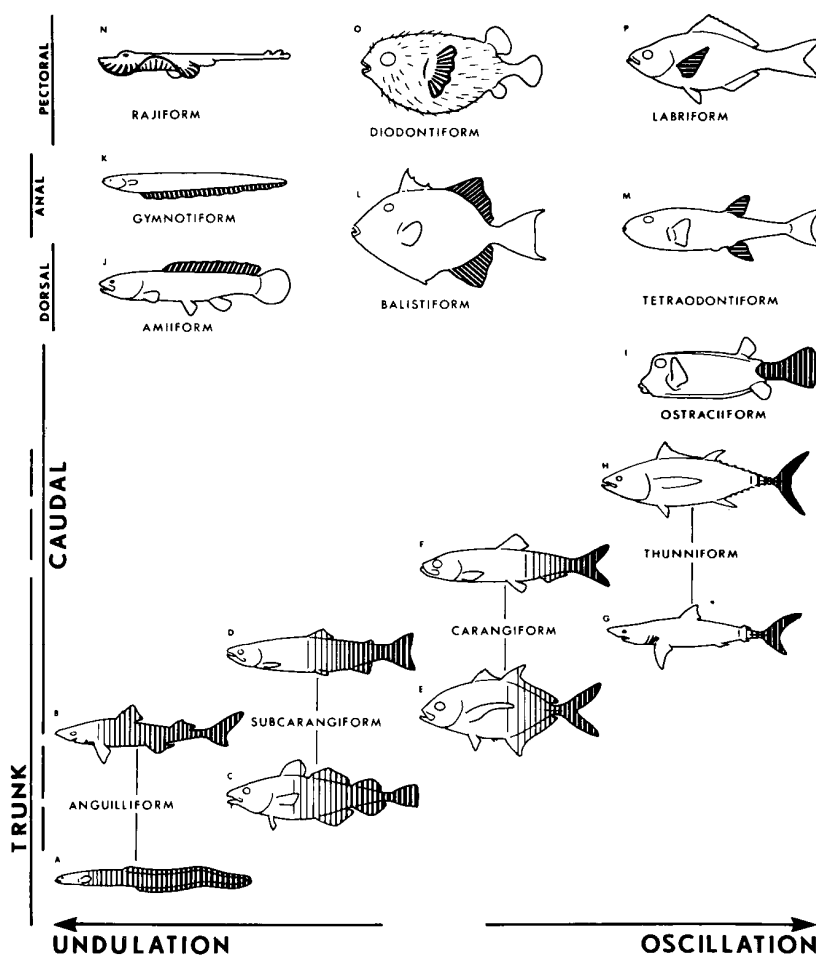 PECTORAL
N
RAJIFORM
O
DIODONTIFORM
P
LABRIFORM
ANAL
K
GYMNOTIFORM
L
BALISTIFORM
M
TETRAODONTIFORM
DORSAL
J
AMIIFORM
I
OSTRACIIFORM
CAUDAL
H
THUNNIFORM
G
F
CARANGIFORM
E
D
SUBCARANGIFORM
C
TRUNK
B
ANGUILLIFORM
A
UNDULATION
OSCILLATION